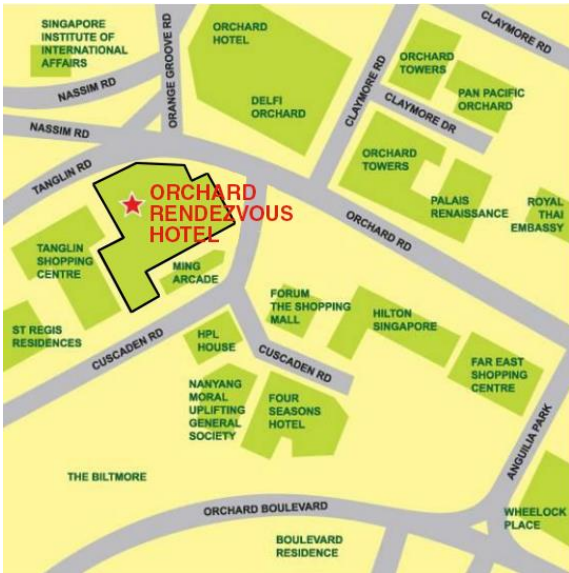 SINGAPORE
INSTITUTE OF
INTERNATIONAL
AFFAIRS
NASSIM RD
NASSIM RD
ORANGE GROOVE RD
ORCHARD
HOTEL
DELFI
ORCHARD
CLAYMORE RD
CLAYMORE RD
ORCHARD
TOWERS
PAN PACIFIC
ORCHARD
CLAYMORE DR
ORCHARD
TOWERS
PALAIS
RENAISSANCE
ROYAL
THAI
EMBASSY
TANGLIN RD
ORCHARD
RENDEZVOUS
HOTEL
ORCHARD RD
TANGLIN
SHOPPING
CENTRE
MING
ARCADE
ST REGIS
RESIDENCES
CUSCADEN RD
FORUM
THE SHOPPING
MALL
HILTON
SINGAPORE
HPL
HOUSE
CUSCADEN RD
FAR EAST
SHOPPING
CENTRE
NANYANG
MORAL
UPLIFTING
GENERAL
SOCIETY
FOUR
SEASONS
HOTEL
ANGUILIA PARK
THE BILTMORE
ORCHARD BOULEVARD
WHEELOCK
PLACE
BOULEVARD
RESIDENCE